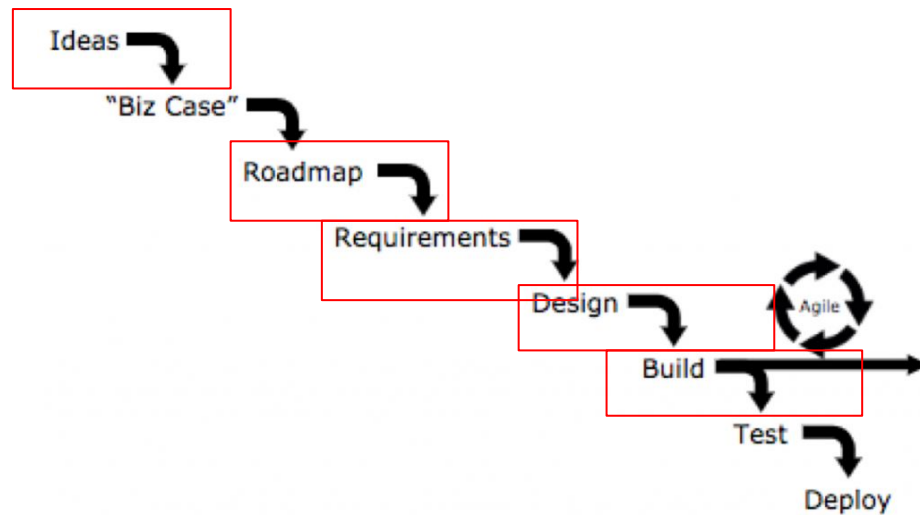 Ideas
“Biz Case”
Roadmap
Requirements
Design
Agile
Build
Test
Deploy